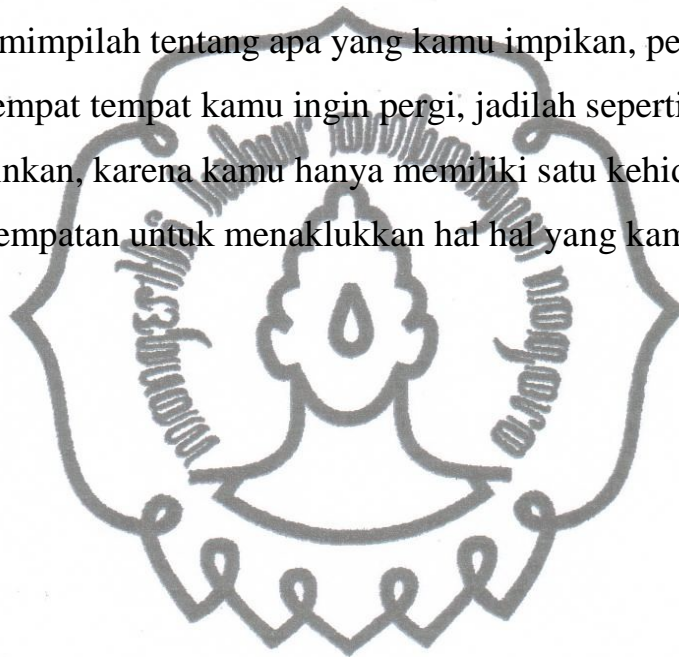 mimpilah tentang apa yang kamu impikan, pe
empat tempat kamu ingin pergi, jadilah seperti
nkan, karena kamu hanya memiliki satu kehid
empatan untuk menaklukkan hal hal yang kam